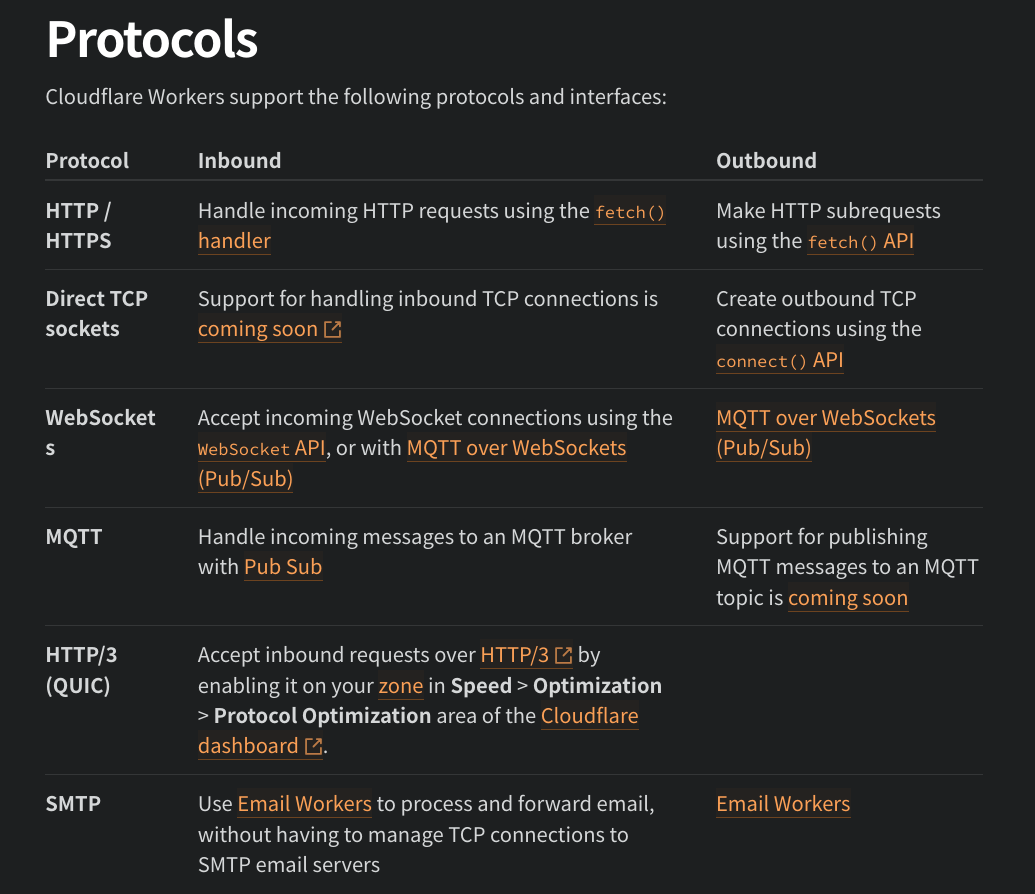 Protocols
Cloudflare Workers support the following protocols and interfaces:
Protocol Inbound Outbound
HTTP /
HTTPS
Handle incoming HTTP requests using the fetch()
handler
Make HTTP subrequests
using the fetch() API
Direct TCP
sockets
Support for handling inbound TCP connections is
coming soon
Create outbound TCP
connections using the
connect() API
WebSocket
s
Accept incoming WebSocket connections using the
WebSocket API, or with MQTT over WebSockets
(Pub/Sub)
MQTT over WebSockets
(Pub/Sub)
MQTT
Handle incoming messages to an MQTT broker
with Pub Sub
Support for publishing
MQTT messages to an MQTT
topic is coming soon
HTTP/3
(QUIC)
Accept inbound requests over HTTP/3 by
enabling it on your zone in Speed > Optimization
> Protocol Optimization area of the Cloudflare
dashboard.
SMTP
Use Email Workers to process and forward email,
without having to manage TCP connections to
SMTP email servers
Email Workers